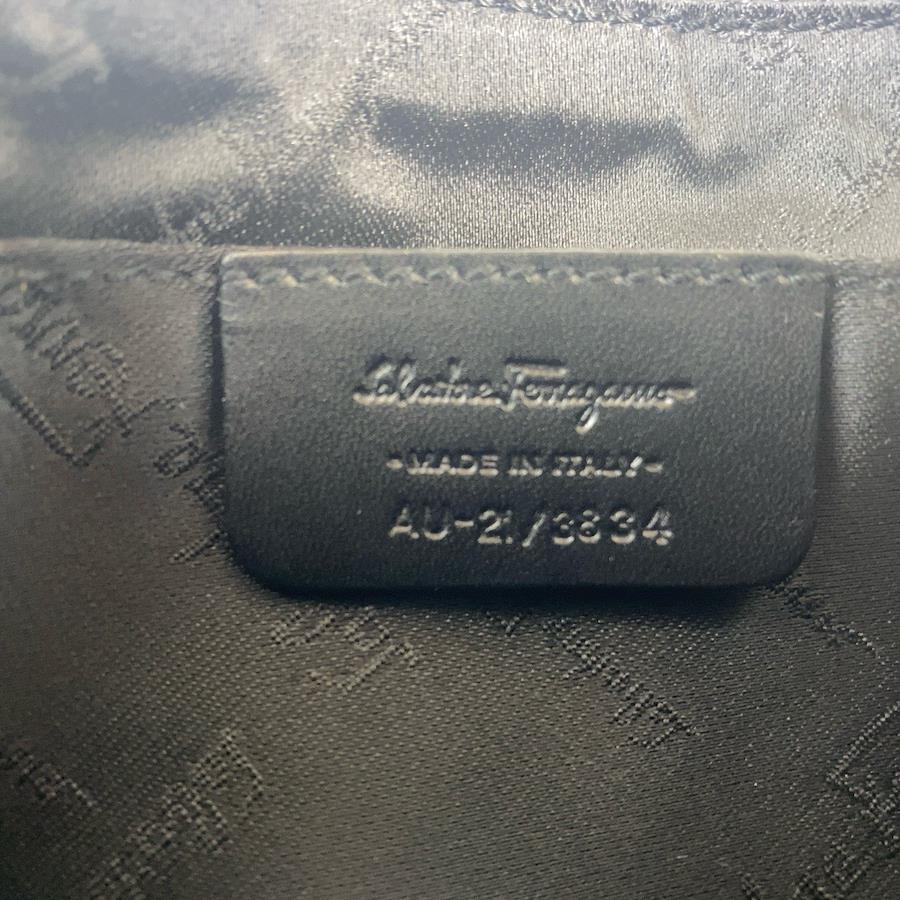 Salvatore Ferragamo
-MADE IN ITALY-
AU-21/3834